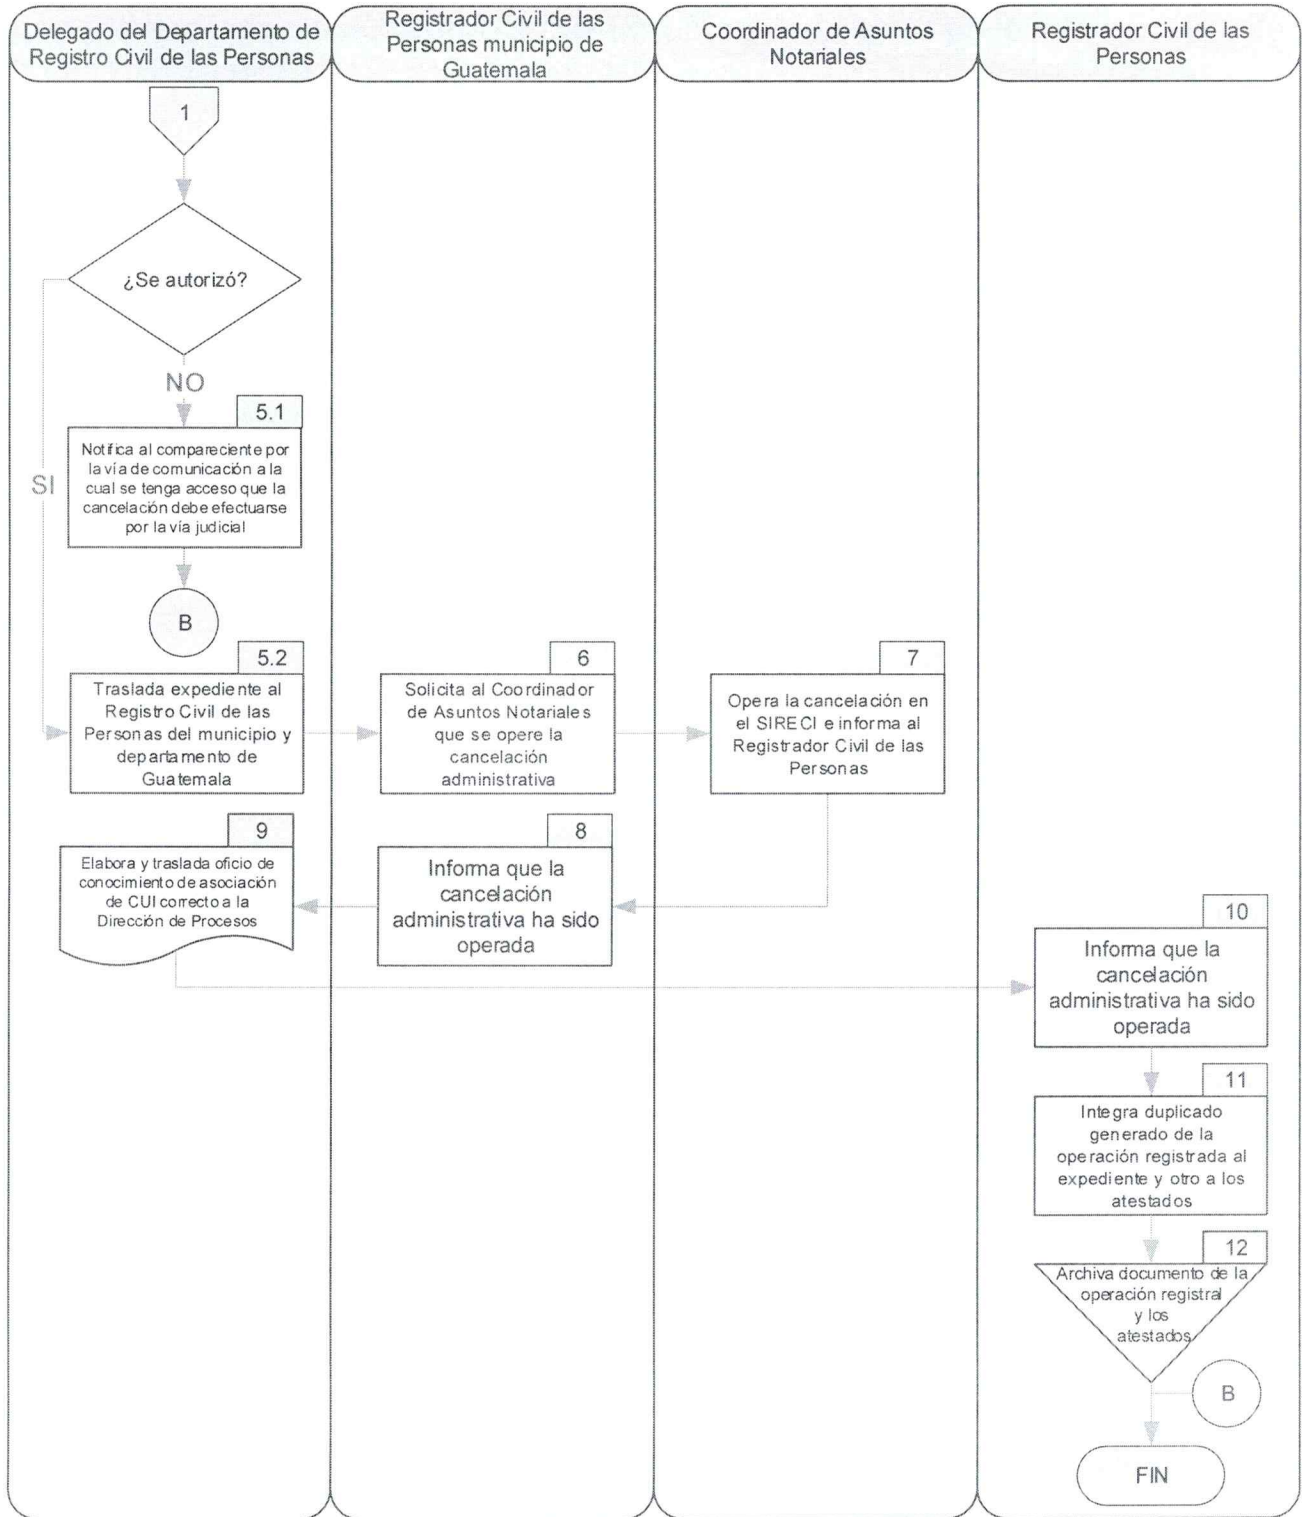 Delegado del Departamento de
Registro Civil de las Personas
Registrador Civil de las
Personas municipio de
Guatemala
Coordinador de Asuntos
Notariales
Registrador Civil de las
Personas
1
¿Se autorizó?
NO
SI
5.1
Notifica al compareciente por
la vía de comunicación a la
cual se tenga acceso que la
cancelación debe efectuarse
por la vía judicial
B
5.2
Traslada expediente al
Registro Civil de las
Personas del municipio y
departamento de
Guatemala
6
Solicita al Coordinador
de Asuntos Notariales
que se opere la
cancelación
administrativa
7
Opera la cancelación en
el SIRECI e informa al
Registrador Civil de las
Personas
8
Informa que la
cancelación
administrativa ha sido
operada
9
Elabora y traslada oficio de
conocimiento de asociación
de CUI correcto a la
Dirección de Procesos
10
Informa que la
cancelación
administrativa ha sido
operada
11
Integra duplicado
generado de la
operación registrada al
expediente y otro a los
atestados
12
Archiva documento de la
operación registral
y los
atestados
B
FIN